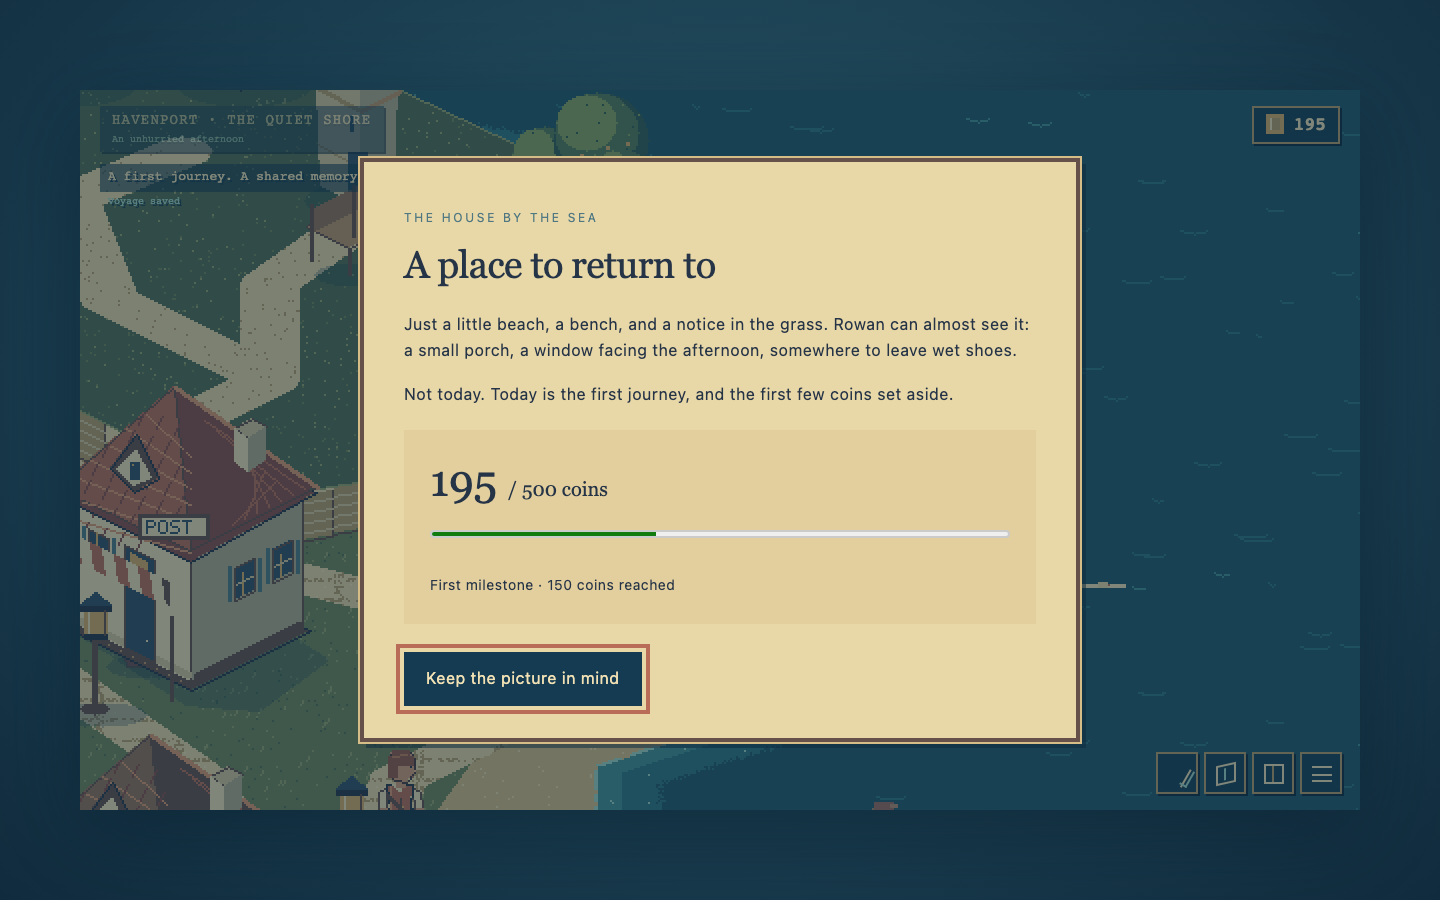 HAVENPORT · THE QUIET SHORE
An unhurried afternoon
A first journey. A shared memory
Voyage saved
195
THE HOUSE BY THE SEA
A place to return to
Just a little beach, a bench, and a notice in the grass. Rowan can almost see it:
a small porch, a window facing the afternoon, somewhere to leave wet shoes.
Not today. Today is the first journey, and the first few coins set aside.
195 / 500 coins
First milestone · 150 coins reached
Keep the picture in mind
POST